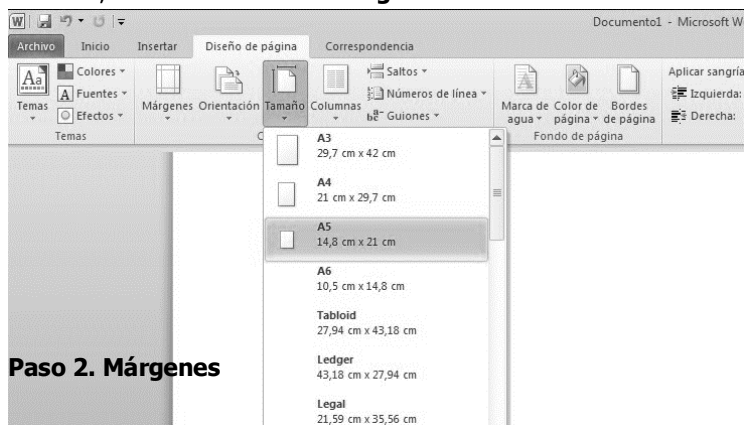 Documento1 - Microsoft W
Archivo Inicio Insertar Diseño de página Correspondencia
Temas
Colores
Fuentes
Efectos
Temas
Márgenes Orientación Tamaño Columnas
Saltos
Números de línea
Guiones
Marca de agua
Color de página
Bordes de página
Fondo de página
Aplicar sangría
Izquierda:
Derecha:
A3
29,7 cm x 42 cm
A4
21 cm x 29,7 cm
A5
14,8 cm x 21 cm
A6
10,5 cm x 14,8 cm
Tabloid
27,94 cm x 43,18 cm
Ledger
43,18 cm x 27,94 cm
Legal
21,59 cm x 35,56 cm
Paso 2. Márgenes